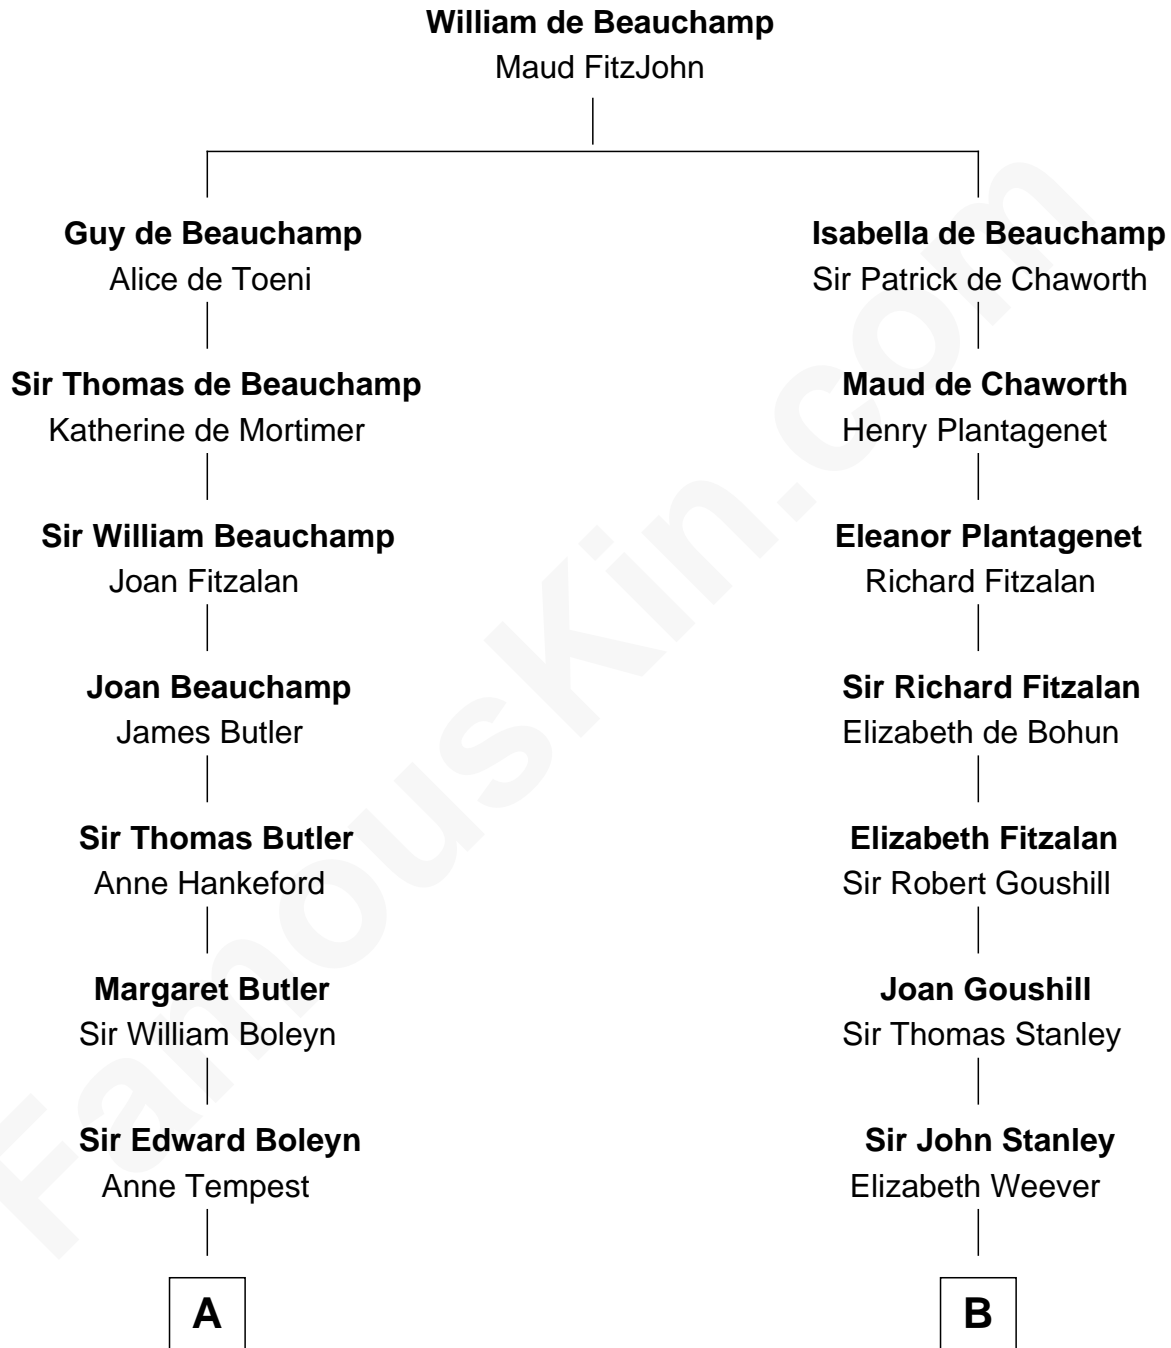 William de Beauchamp
Maud FitzJohn
Guy de Beauchamp
Alice de Toeni
Isabella de Beauchamp
Sir Patrick de Chaworth
Sir Thomas de Beauchamp
Katherine de Mortimer
Maud de Chaworth
Henry Plantagenet
Sir William Beauchamp
Joan Fitzalan
Eleanor Plantagenet
Richard Fitzalan
Joan Beauchamp
James Butler
Sir Richard Fitzalan
Elizabeth de Bohun
Sir Thomas Butler
Anne Hankeford
Elizabeth Fitzalan
Sir Robert Goushill
Margaret Butler
Sir William Boleyn
Joan Goushill
Sir Thomas Stanley
Sir Edward Boleyn
Anne Tempest
Sir John Stanley
Elizabeth Weever
A
B
FamousKin.com